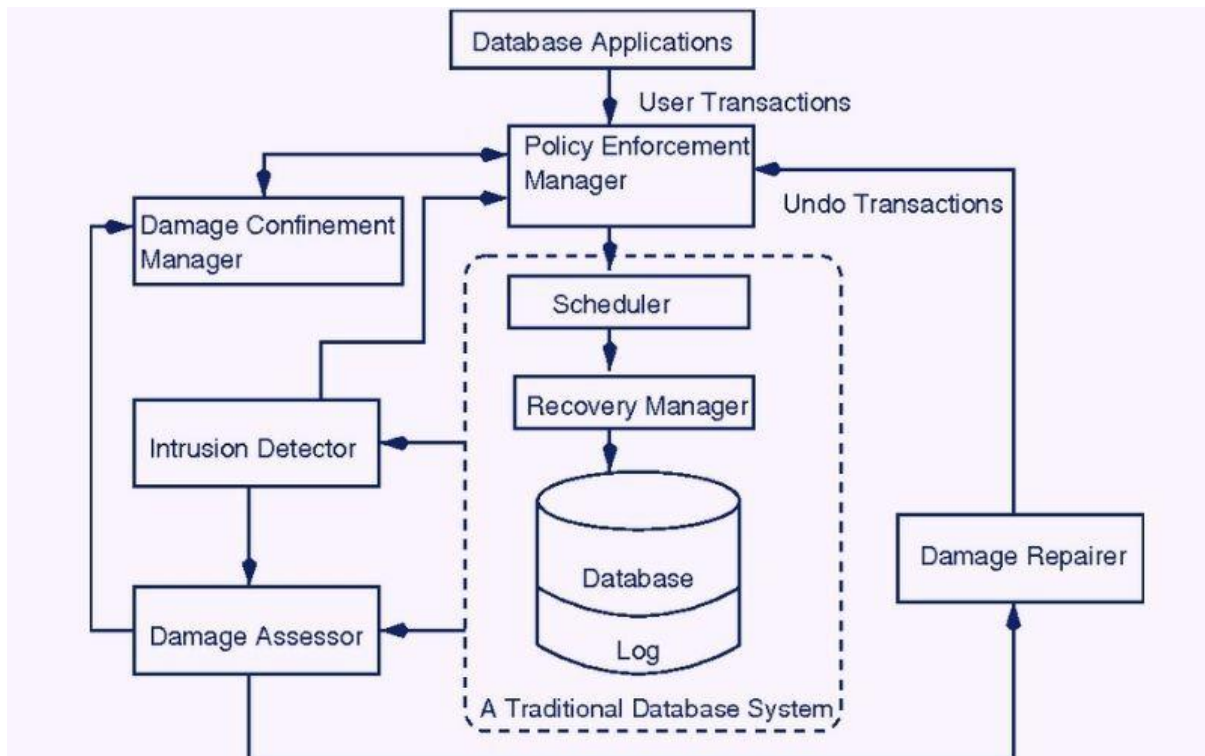 Database Applications
User Transactions
Policy Enforcement
Manager
Undo Transactions
Damage Confinement
Manager
Scheduler
Recovery Manager
Intrusion Detector
Database
Damage Repairer
Damage Assessor
Log
A Traditional Database System